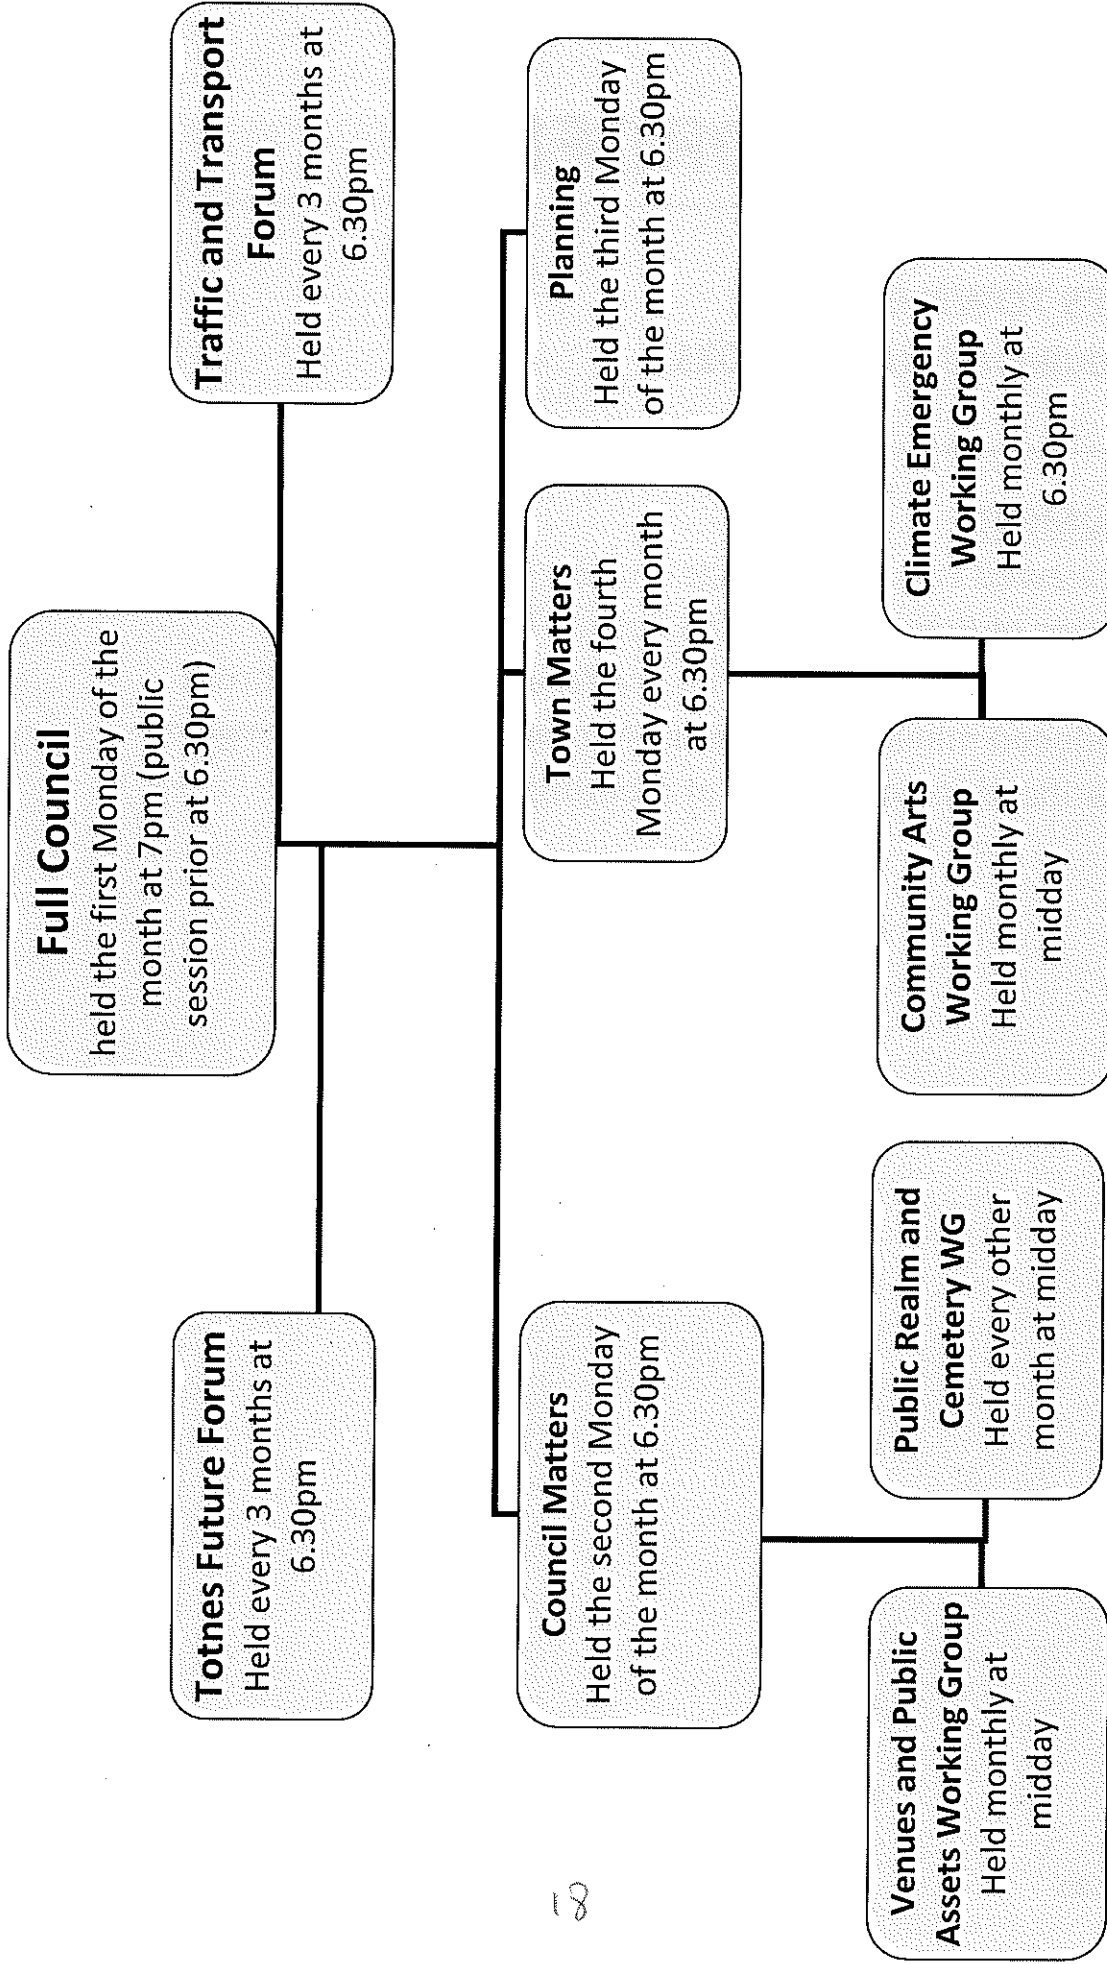 Full Council
held the first Monday of the
month at 7pm (public
session prior at 6.30pm)
Totnes Future Forum
Held every 3 months at
6.30pm
Traffic and Transport
Forum
Held every 3 months at
6.30pm
Council Matters
Held the second Monday
of the month at 6.30pm
Town Matters
Held the fourth
Monday every month
at 6.30pm
Planning
Held the third Monday
of the month at 6.30pm
Venues and Public
Assets Working Group
Held monthly at
midday
Public Realm and
Cemetery WG
Held every other
month at midday
Community Arts
Working Group
Held monthly at
midday
Climate Emergency
Working Group
Held monthly at
6.30pm